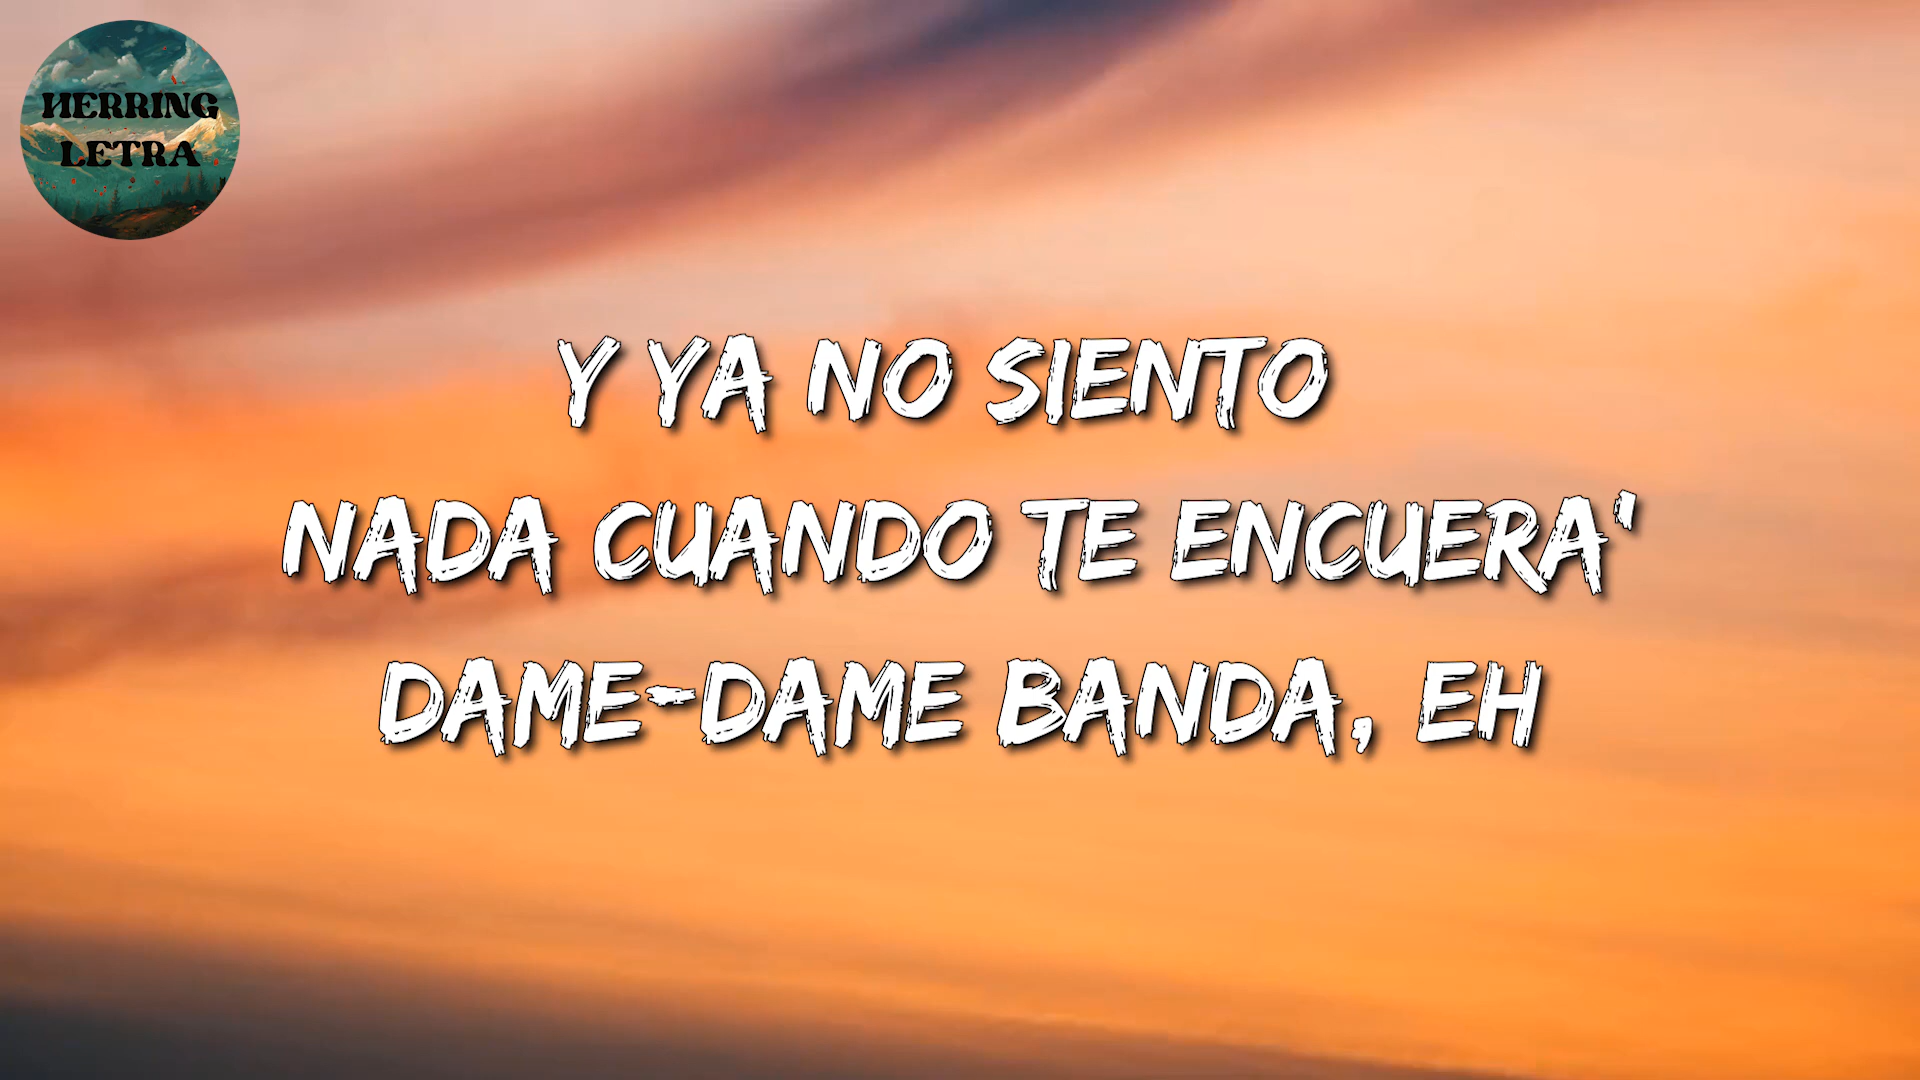 HERRING
LETRA
Y YA NO SIENTO
NADA CUANDO TE ENCUERA'
DAME-DAME BANDA, EH